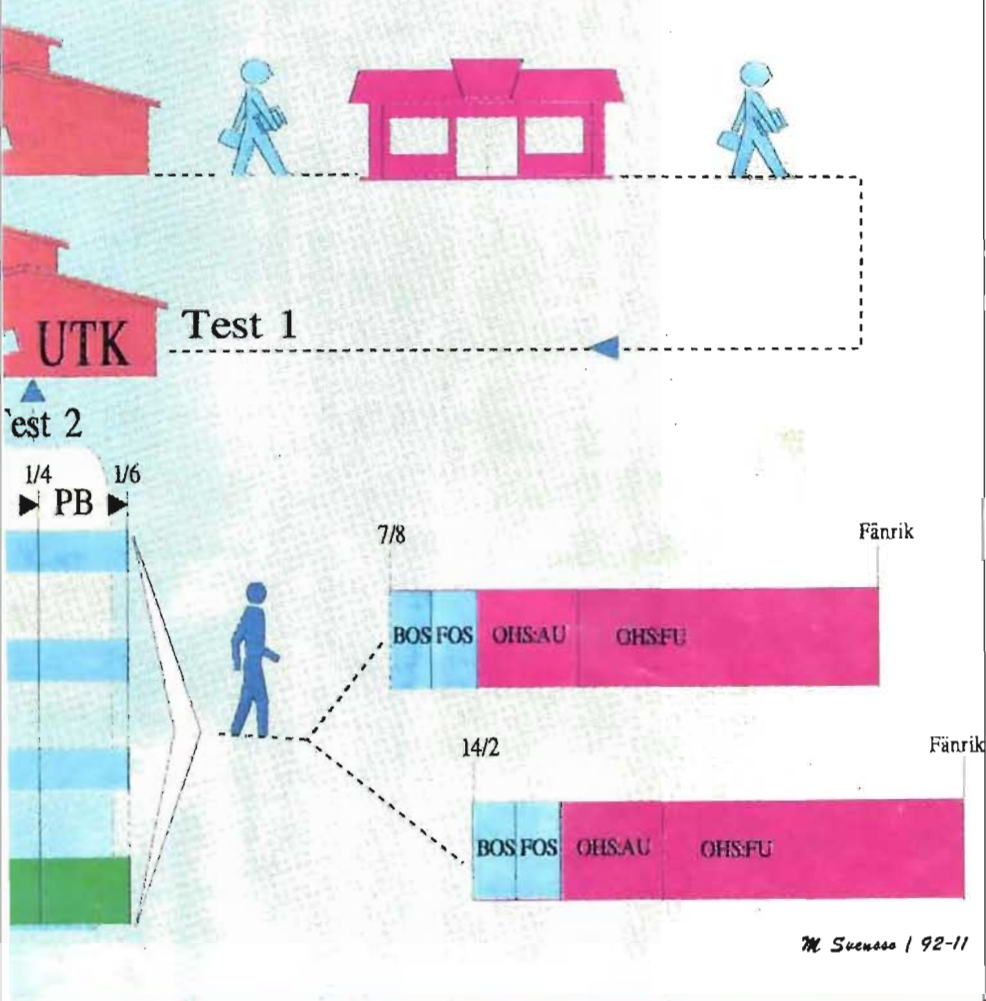 UTK
Test 1
est 2
1/4
1/6
PB
7/8
Fänrik
BOS FOS OHS:AU OHS:FU
14/2
Fänrik
BOS FOS OHS:AU OHS:FU
M Svensso / 92-11